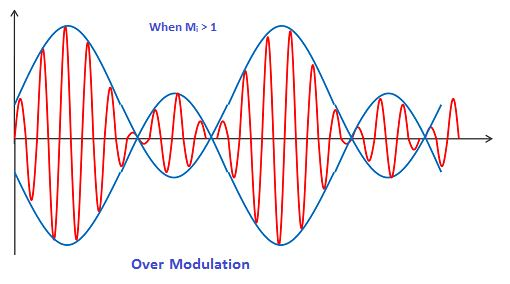 When Mᵢ > 1
Over Modulation